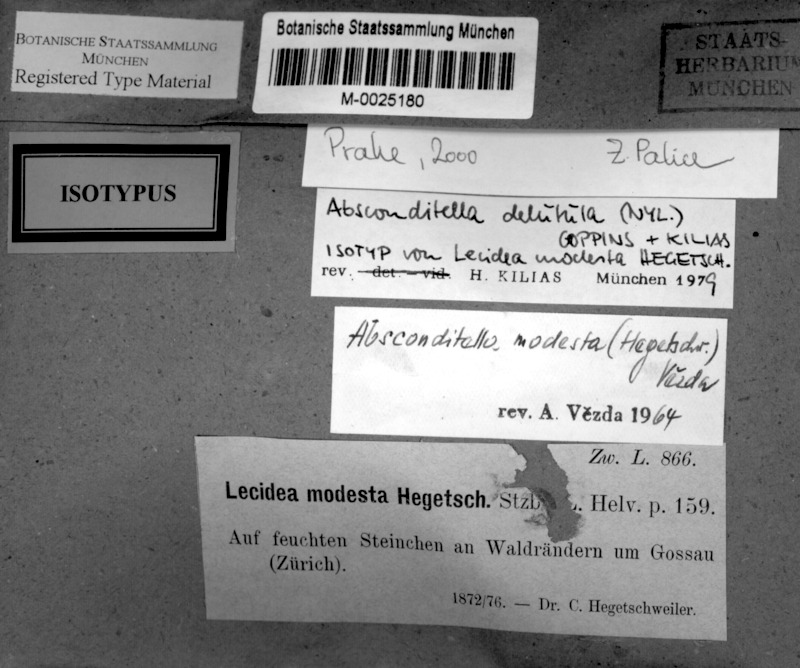 BOTANISCHE STAATSSAMMLUNG
MÜNCHEN
Registered Type Material
Botanische Staatssammlung München
M-0025180
STAATS-
HERBARIUM
MÜNCHEN
ISOTYPUS
Prahe, 2000 Z. Palice
Absconditella delutula (NYL.)
COPPINS + KILIAS
ISOTYP von Lecidea modesta HEGETSCH.
rev. det. – vid. H. KILIAS München 1979
Absconditella modesta (Hegetschw.)
Vězda
rev. A. Vězda 1964
Zw. L. 866.
Lecidea modesta Hegetsch. Stzb. L. Helv. p. 159.
Auf feuchten Steinchen an Waldrändern um Gossau
(Zürich).
1872/76. — Dr. C. Hegetschweiler.